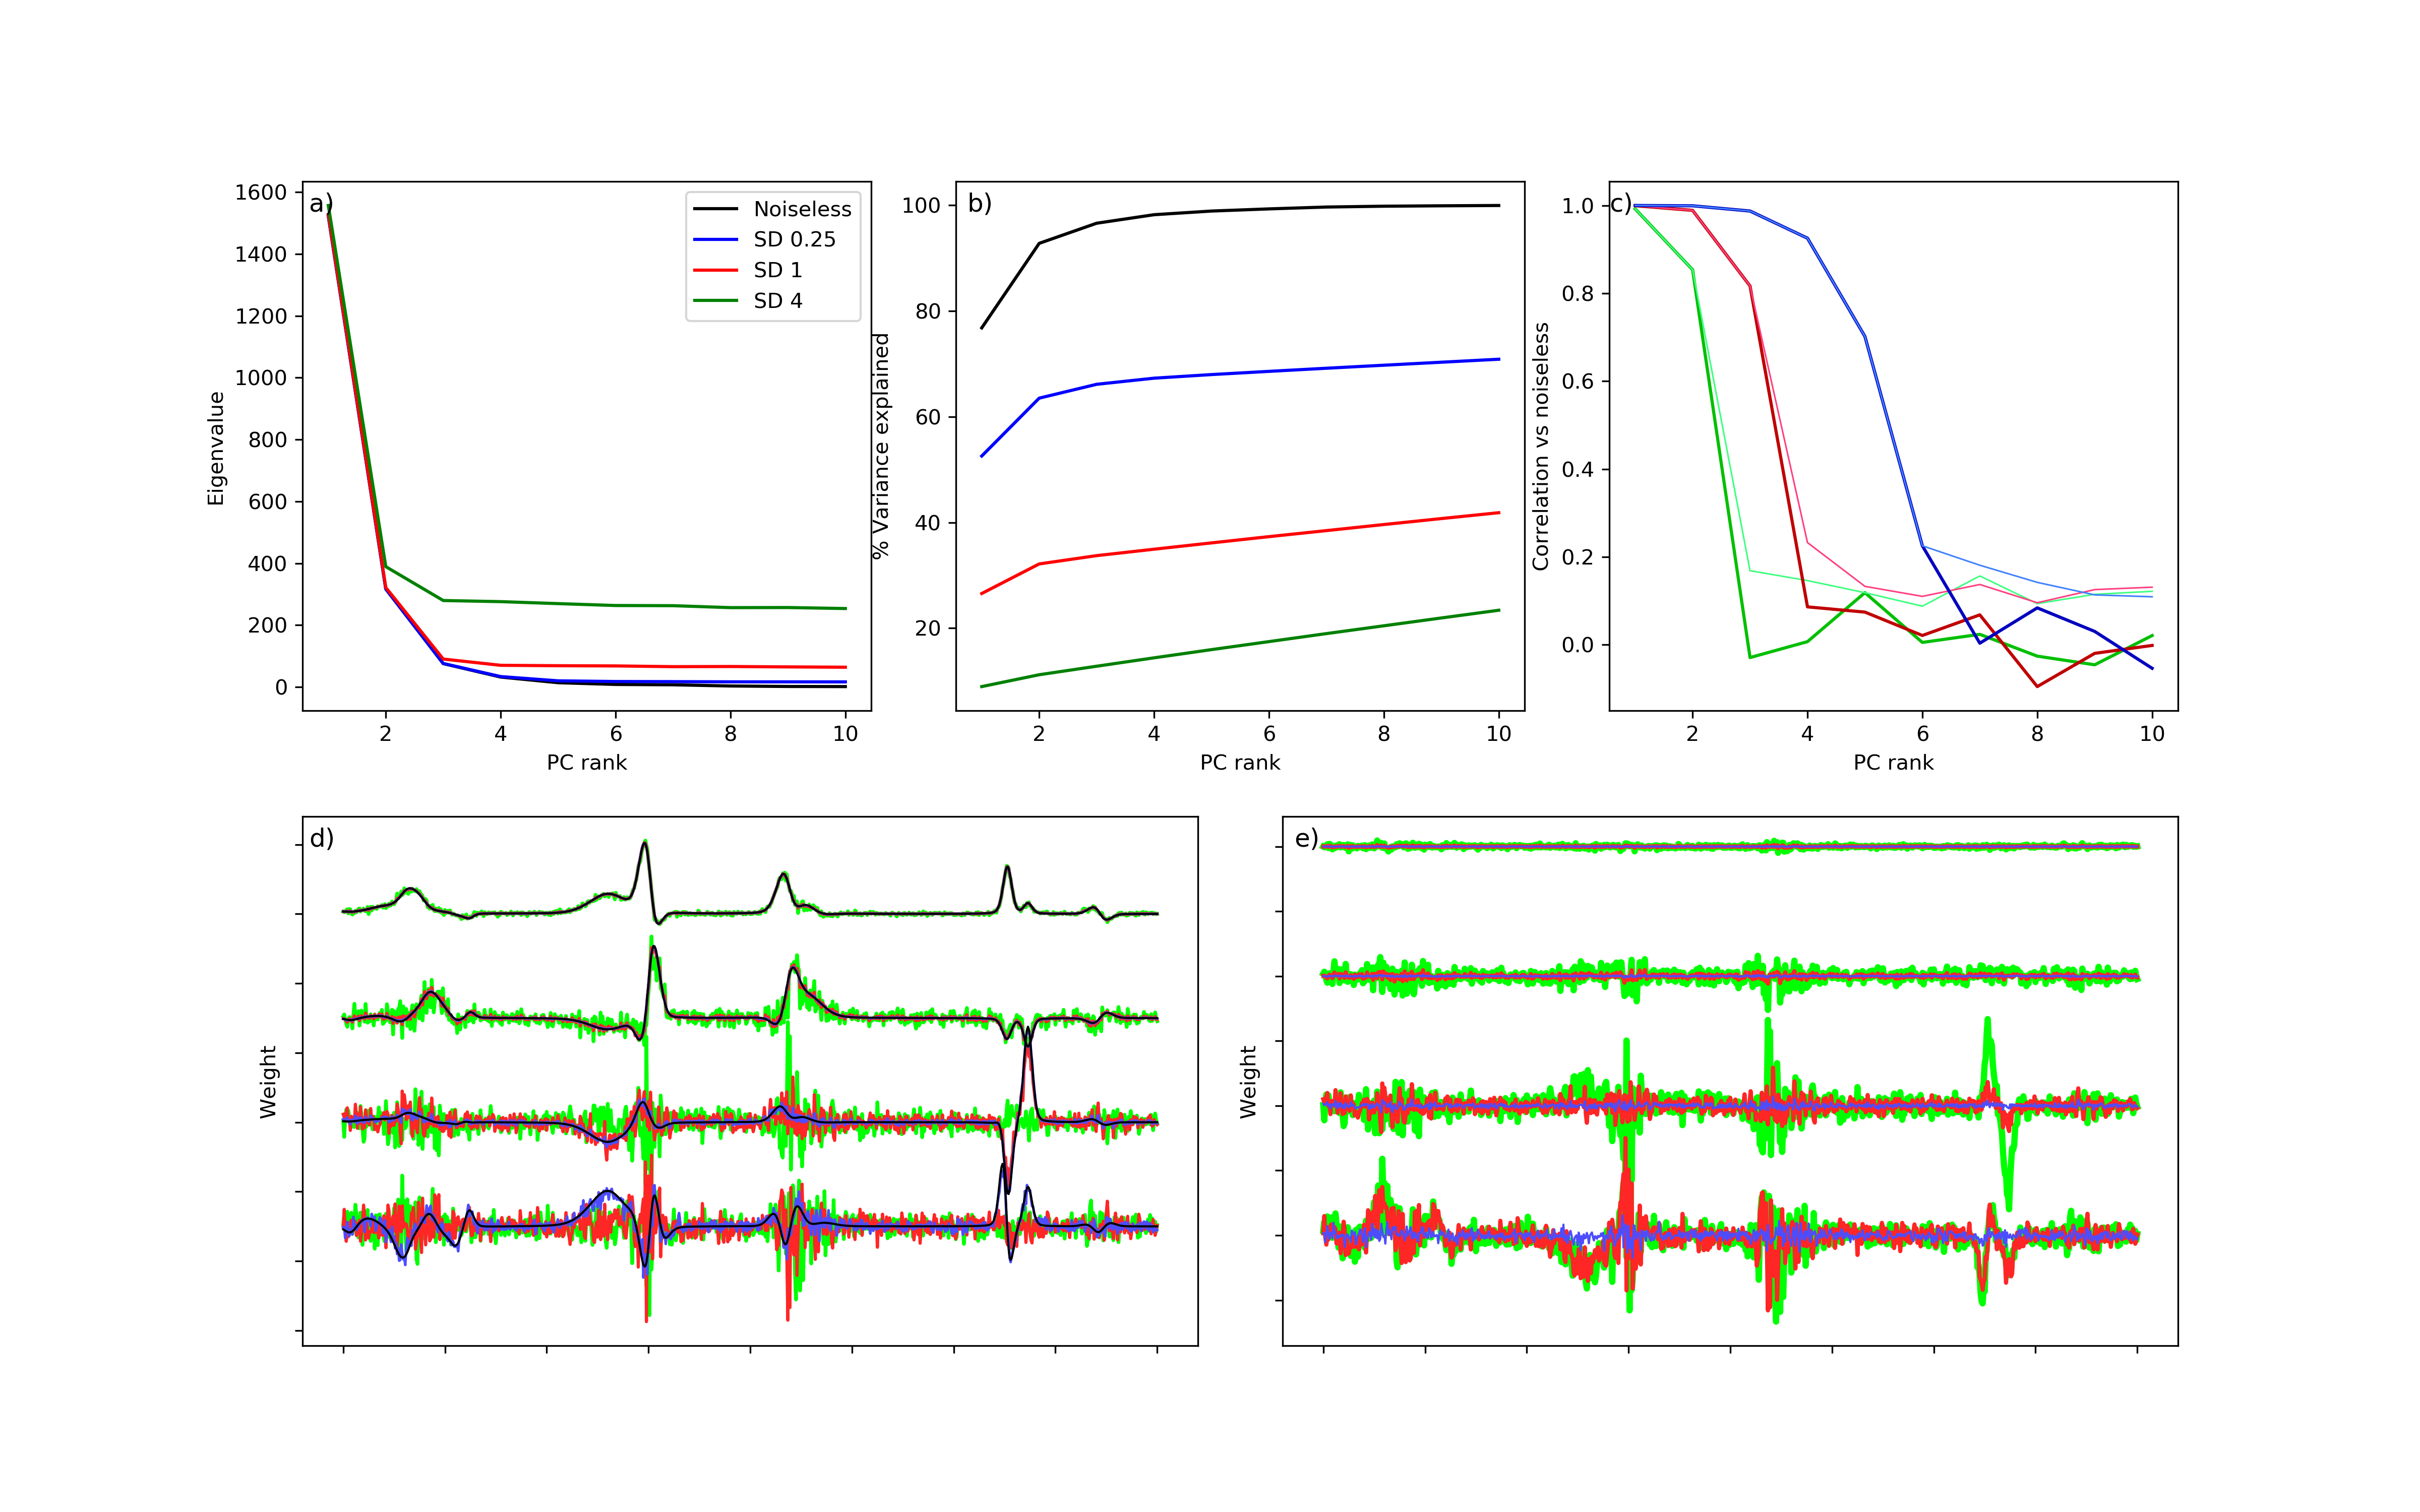 a)
1600
1400
1200
1000
800
600
400
200
0
Eigenvalue
2 4 6 8 10
PC rank
Noiseless
SD 0.25
SD 1
SD 4
b)
100
80
60
40
20
% Variance explained
2 4 6 8 10
PC rank
c)
1.0
0.8
0.6
0.4
0.2
0.0
Correlation vs noiseless
2 4 6 8 10
PC rank
d)
Weight
e)
Weight